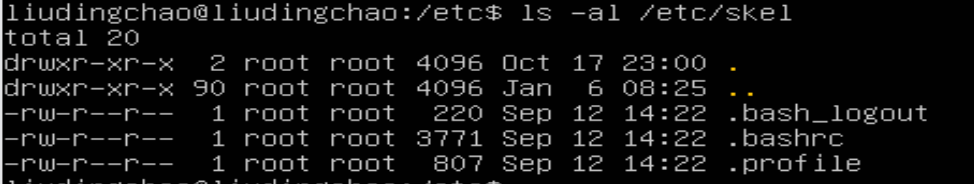 liudingchao@liudingchao:/etc$ ls -al /etc/skel
total 20
drwxr-xr-x  2 root root 4096 Oct 17 23:00 .
drwxr-xr-x 90 root root 4096 Jan  6 08:25 ..
-rw-r--r--  1 root root  220 Sep 12 14:22 .bash_logout
-rw-r--r--  1 root root 3771 Sep 12 14:22 .bashrc
-rw-r--r--  1 root root  807 Sep 12 14:22 .profile